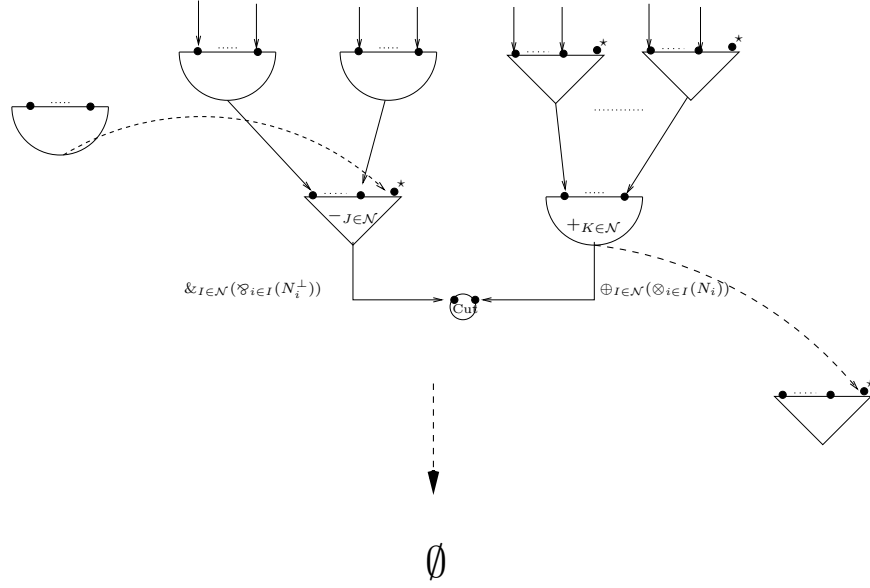 ⋆ ⋆
⋆
−J∈𝒩 +K∈𝒩
&I∈𝒩(⅋i∈I(Ni⊥)) Cut ⊕I∈𝒩(⊗i∈I(Ni))
⋆
∅